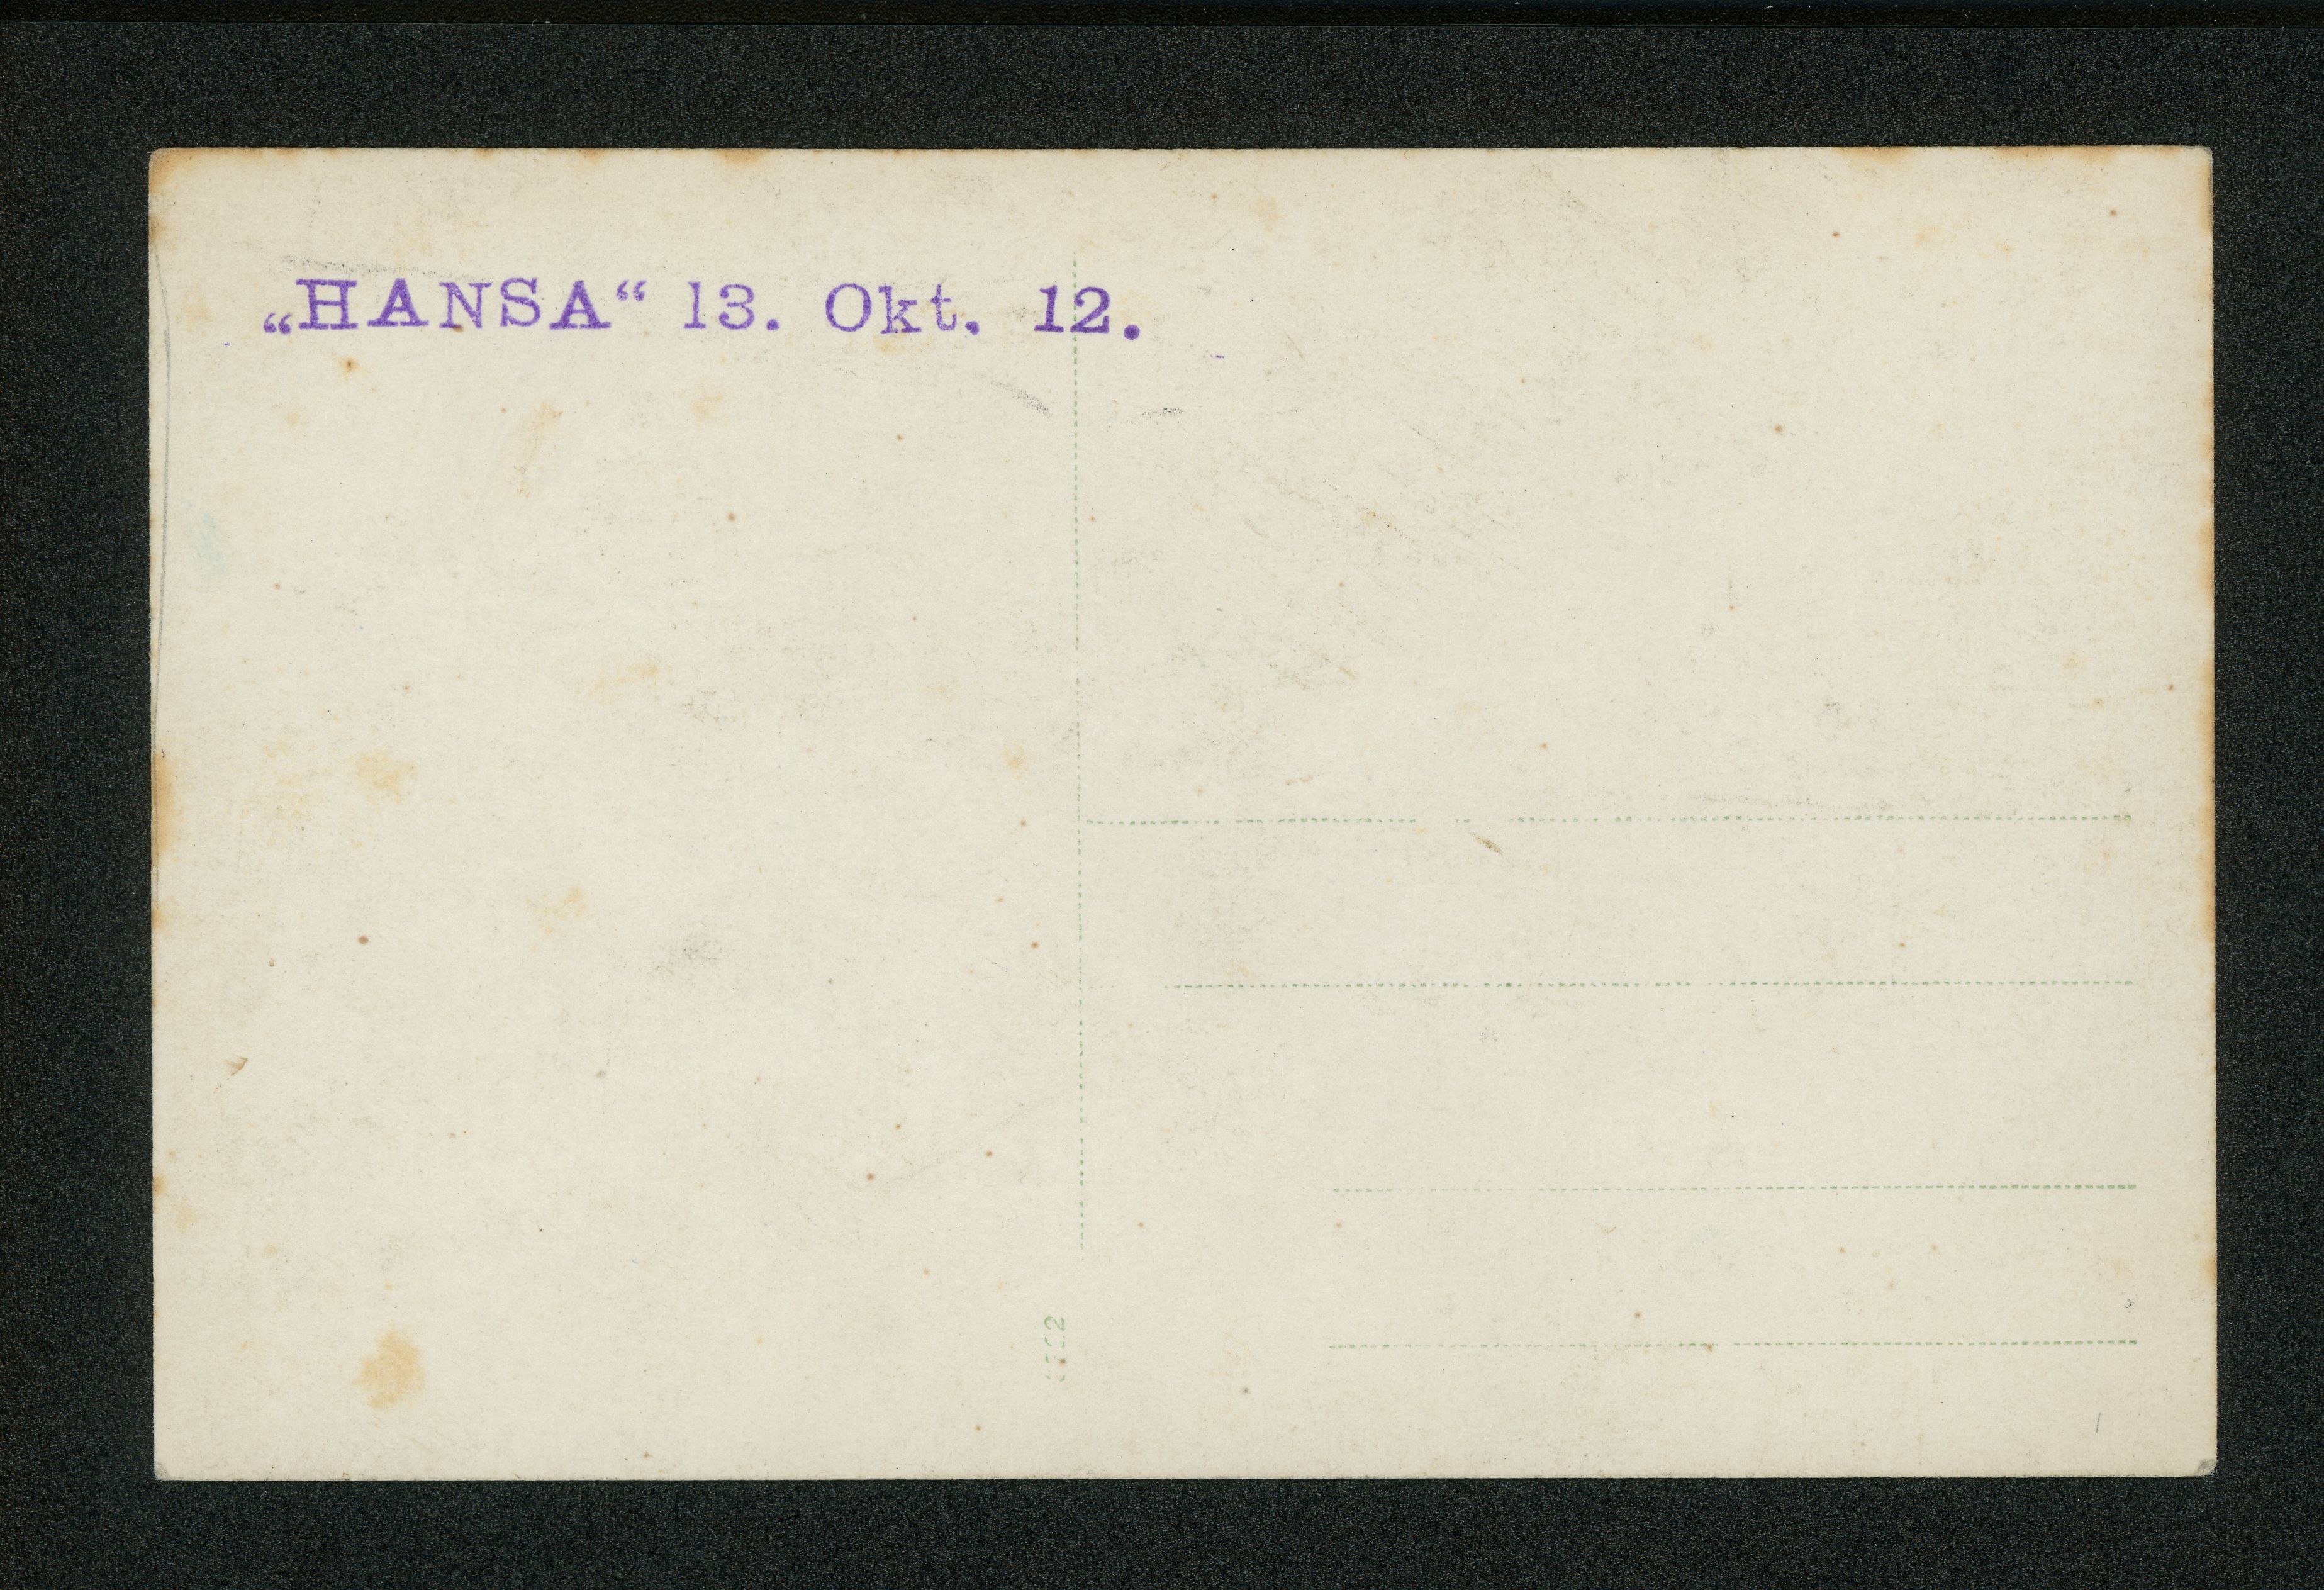 „HANSA“ 13. Okt. 12.